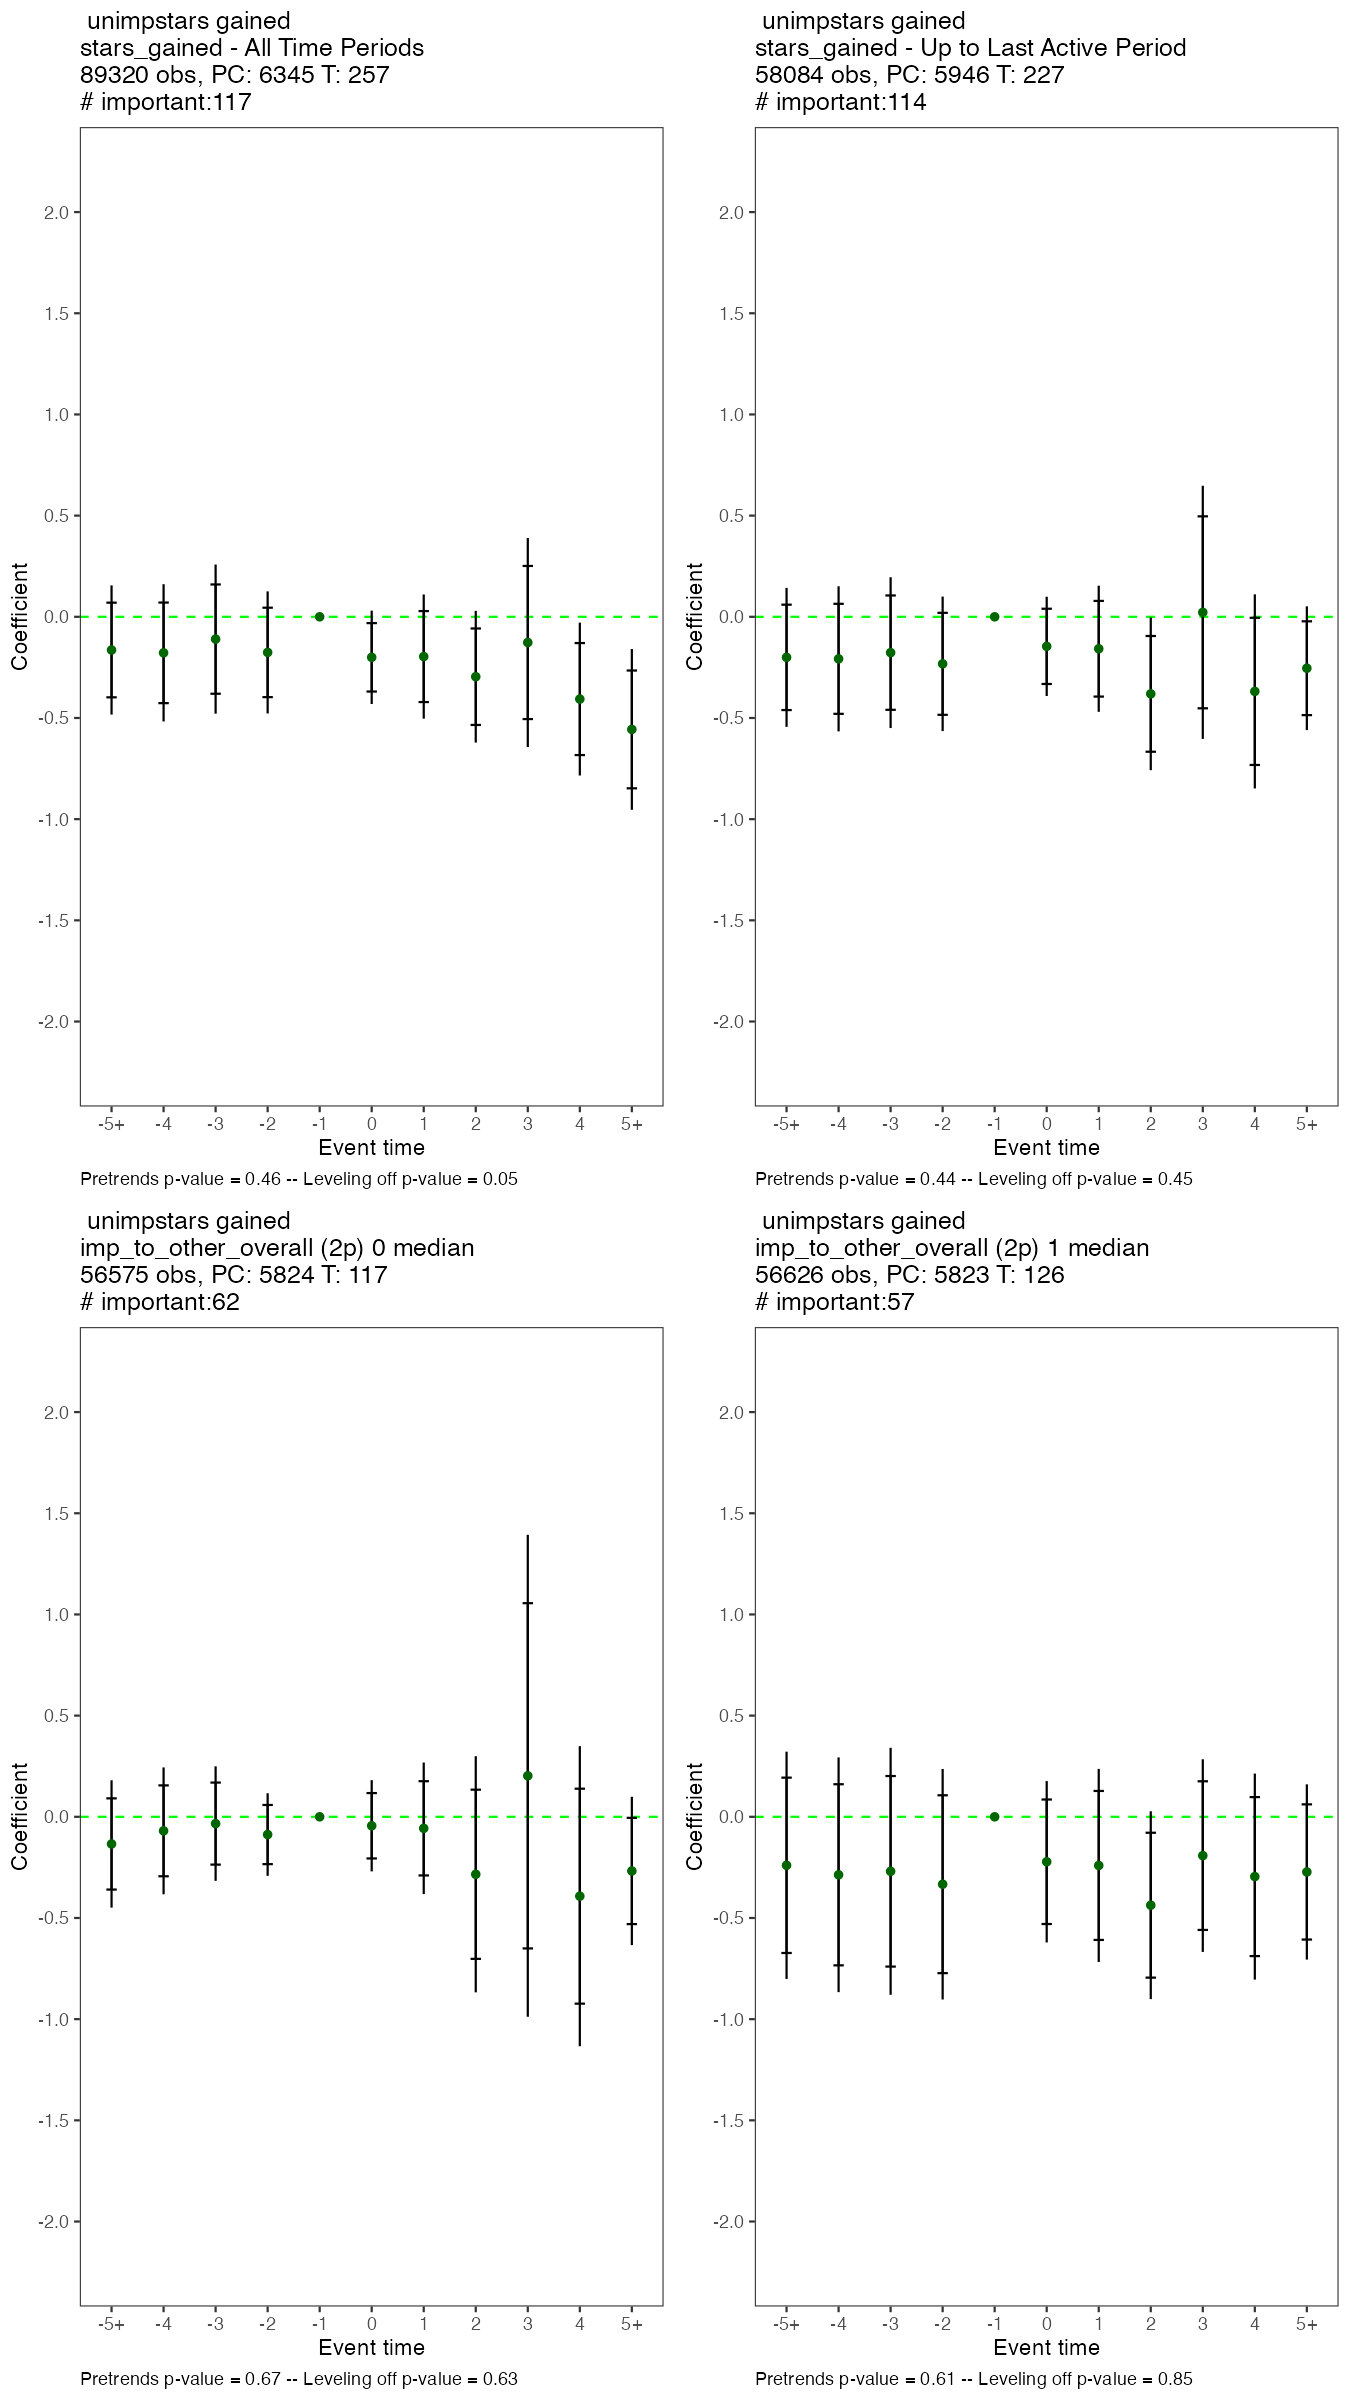 unimpstars gained
stars_gained - All Time Periods
89320 obs, PC: 6345 T: 257
# important:117
2.0
1.5
1.0
0.5
0.0
-0.5
-1.0
-1.5
-2.0
Coefficient
-5+ -4 -3 -2 -1 0 1 2 3 4 5+
Event time
Pretrends p-value = 0.46 -- Leveling off p-value = 0.05
unimpstars gained
stars_gained - Up to Last Active Period
58084 obs, PC: 5946 T: 227
# important:114
2.0
1.5
1.0
0.5
0.0
-0.5
-1.0
-1.5
-2.0
Coefficient
-5+ -4 -3 -2 -1 0 1 2 3 4 5+
Event time
Pretrends p-value = 0.44 -- Leveling off p-value = 0.45
unimpstars gained
imp_to_other_overall (2p) 0 median
56575 obs, PC: 5824 T: 117
# important:62
2.0
1.5
1.0
0.5
0.0
-0.5
-1.0
-1.5
-2.0
Coefficient
-5+ -4 -3 -2 -1 0 1 2 3 4 5+
Event time
Pretrends p-value = 0.67 -- Leveling off p-value = 0.63
unimpstars gained
imp_to_other_overall (2p) 1 median
56626 obs, PC: 5823 T: 126
# important:57
2.0
1.5
1.0
0.5
0.0
-0.5
-1.0
-1.5
-2.0
Coefficient
-5+ -4 -3 -2 -1 0 1 2 3 4 5+
Event time
Pretrends p-value = 0.61 -- Leveling off p-value = 0.85